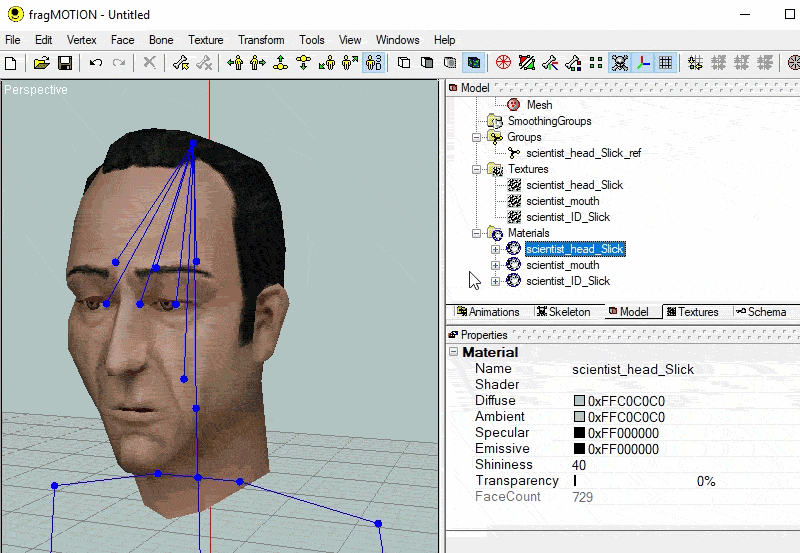 fragMOTION - Untitled
File Edit Vertex Face Bone Texture Transform Tools View Windows Help
Perspective
Model
Mesh
SmoothingGroups
Groups
scientist_head_Slick_ref
Textures
scientist_head_Slick
scientist_mouth
scientist_ID_Slick
Materials
scientist_head_Slick
scientist_mouth
scientist_ID_Slick
Animations Skeleton Model Textures Schema
Properties
Material
Name scientist_head_Slick
Shader
Diffuse 0xFFC0C0C0
Ambient 0xFFC0C0C0
Specular 0xFF000000
Emissive 0xFF000000
Shininess 40
Transparency 0%
FaceCount 729